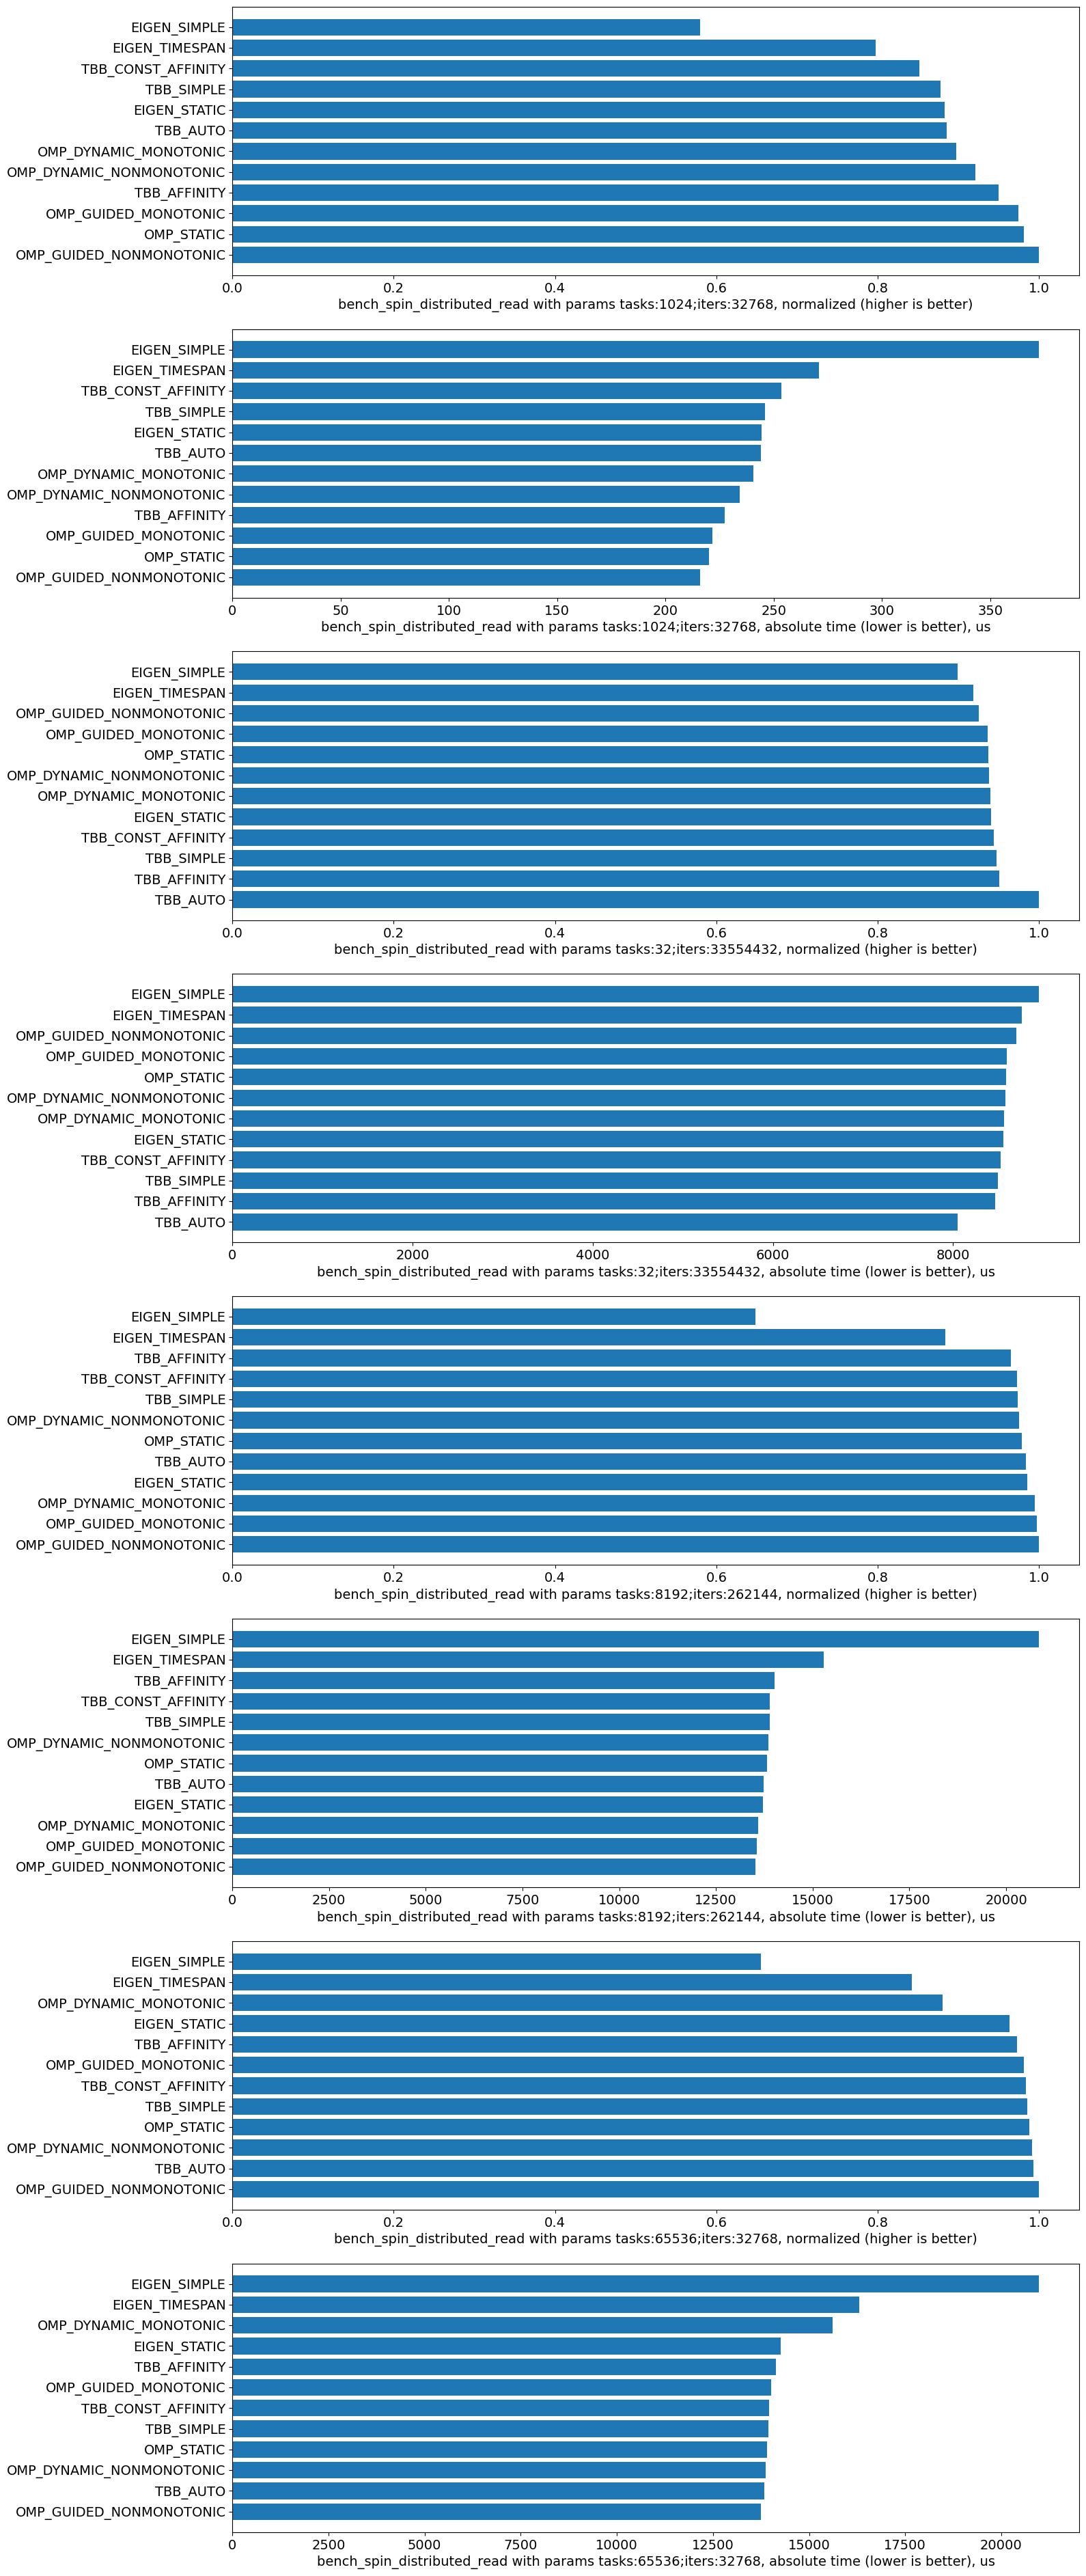 EIGEN_SIMPLE
EIGEN_TIMESPAN
TBB_CONST_AFFINITY
TBB_SIMPLE
EIGEN_STATIC
TBB_AUTO
OMP_DYNAMIC_MONOTONIC
OMP_DYNAMIC_NONMONOTONIC
TBB_AFFINITY
OMP_GUIDED_MONOTONIC
OMP_STATIC
OMP_GUIDED_NONMONOTONIC
0.0 0.2 0.4 0.6 0.8 1.0
bench_spin_distributed_read with params tasks:1024;iters:32768, normalized (higher is better)
EIGEN_SIMPLE
EIGEN_TIMESPAN
TBB_CONST_AFFINITY
TBB_SIMPLE
EIGEN_STATIC
TBB_AUTO
OMP_DYNAMIC_MONOTONIC
OMP_DYNAMIC_NONMONOTONIC
TBB_AFFINITY
OMP_GUIDED_MONOTONIC
OMP_STATIC
OMP_GUIDED_NONMONOTONIC
0 50 100 150 200 250 300 350
bench_spin_distributed_read with params tasks:1024;iters:32768, absolute time (lower is better), us
EIGEN_SIMPLE
EIGEN_TIMESPAN
OMP_GUIDED_NONMONOTONIC
OMP_GUIDED_MONOTONIC
OMP_STATIC
OMP_DYNAMIC_NONMONOTONIC
OMP_DYNAMIC_MONOTONIC
EIGEN_STATIC
TBB_CONST_AFFINITY
TBB_SIMPLE
TBB_AFFINITY
TBB_AUTO
0.0 0.2 0.4 0.6 0.8 1.0
bench_spin_distributed_read with params tasks:32;iters:33554432, normalized (higher is better)
EIGEN_SIMPLE
EIGEN_TIMESPAN
OMP_GUIDED_NONMONOTONIC
OMP_GUIDED_MONOTONIC
OMP_STATIC
OMP_DYNAMIC_NONMONOTONIC
OMP_DYNAMIC_MONOTONIC
EIGEN_STATIC
TBB_CONST_AFFINITY
TBB_SIMPLE
TBB_AFFINITY
TBB_AUTO
0 2000 4000 6000 8000
bench_spin_distributed_read with params tasks:32;iters:33554432, absolute time (lower is better), us
EIGEN_SIMPLE
EIGEN_TIMESPAN
TBB_AFFINITY
TBB_CONST_AFFINITY
TBB_SIMPLE
OMP_DYNAMIC_NONMONOTONIC
OMP_STATIC
TBB_AUTO
EIGEN_STATIC
OMP_DYNAMIC_MONOTONIC
OMP_GUIDED_MONOTONIC
OMP_GUIDED_NONMONOTONIC
0.0 0.2 0.4 0.6 0.8 1.0
bench_spin_distributed_read with params tasks:8192;iters:262144, normalized (higher is better)
EIGEN_SIMPLE
EIGEN_TIMESPAN
TBB_AFFINITY
TBB_CONST_AFFINITY
TBB_SIMPLE
OMP_DYNAMIC_NONMONOTONIC
OMP_STATIC
TBB_AUTO
EIGEN_STATIC
OMP_DYNAMIC_MONOTONIC
OMP_GUIDED_MONOTONIC
OMP_GUIDED_NONMONOTONIC
0 2500 5000 7500 10000 12500 15000 17500 20000
bench_spin_distributed_read with params tasks:8192;iters:262144, absolute time (lower is better), us
EIGEN_SIMPLE
EIGEN_TIMESPAN
OMP_DYNAMIC_MONOTONIC
EIGEN_STATIC
TBB_AFFINITY
OMP_GUIDED_MONOTONIC
TBB_CONST_AFFINITY
TBB_SIMPLE
OMP_STATIC
OMP_DYNAMIC_NONMONOTONIC
TBB_AUTO
OMP_GUIDED_NONMONOTONIC
0.0 0.2 0.4 0.6 0.8 1.0
bench_spin_distributed_read with params tasks:65536;iters:32768, normalized (higher is better)
EIGEN_SIMPLE
EIGEN_TIMESPAN
OMP_DYNAMIC_MONOTONIC
EIGEN_STATIC
TBB_AFFINITY
OMP_GUIDED_MONOTONIC
TBB_CONST_AFFINITY
TBB_SIMPLE
OMP_STATIC
OMP_DYNAMIC_NONMONOTONIC
TBB_AUTO
OMP_GUIDED_NONMONOTONIC
0 2500 5000 7500 10000 12500 15000 17500 20000
bench_spin_distributed_read with params tasks:65536;iters:32768, absolute time (lower is better), us